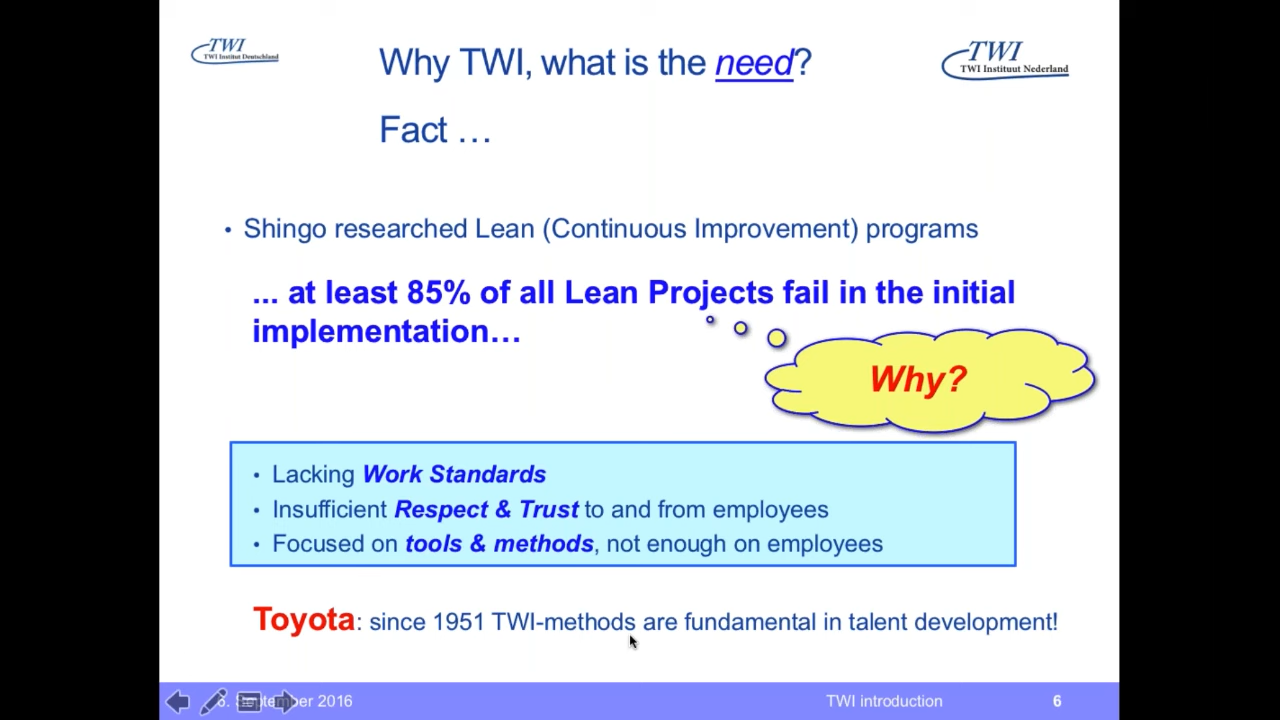 TWI
TWI Institut Deutschland
Why TWI, what is the need?
TWI
TWI Instituut Nederland
Fact …
• Shingo researched Lean (Continuous Improvement) programs
... at least 85% of all Lean Projects fail in the initial
implementation…
Why?
• Lacking Work Standards
• Insufficient Respect & Trust to and from employees
• Focused on tools & methods, not enough on employees
Toyota: since 1951 TWI-methods are fundamental in talent development!
September 2016
TWI introduction
6